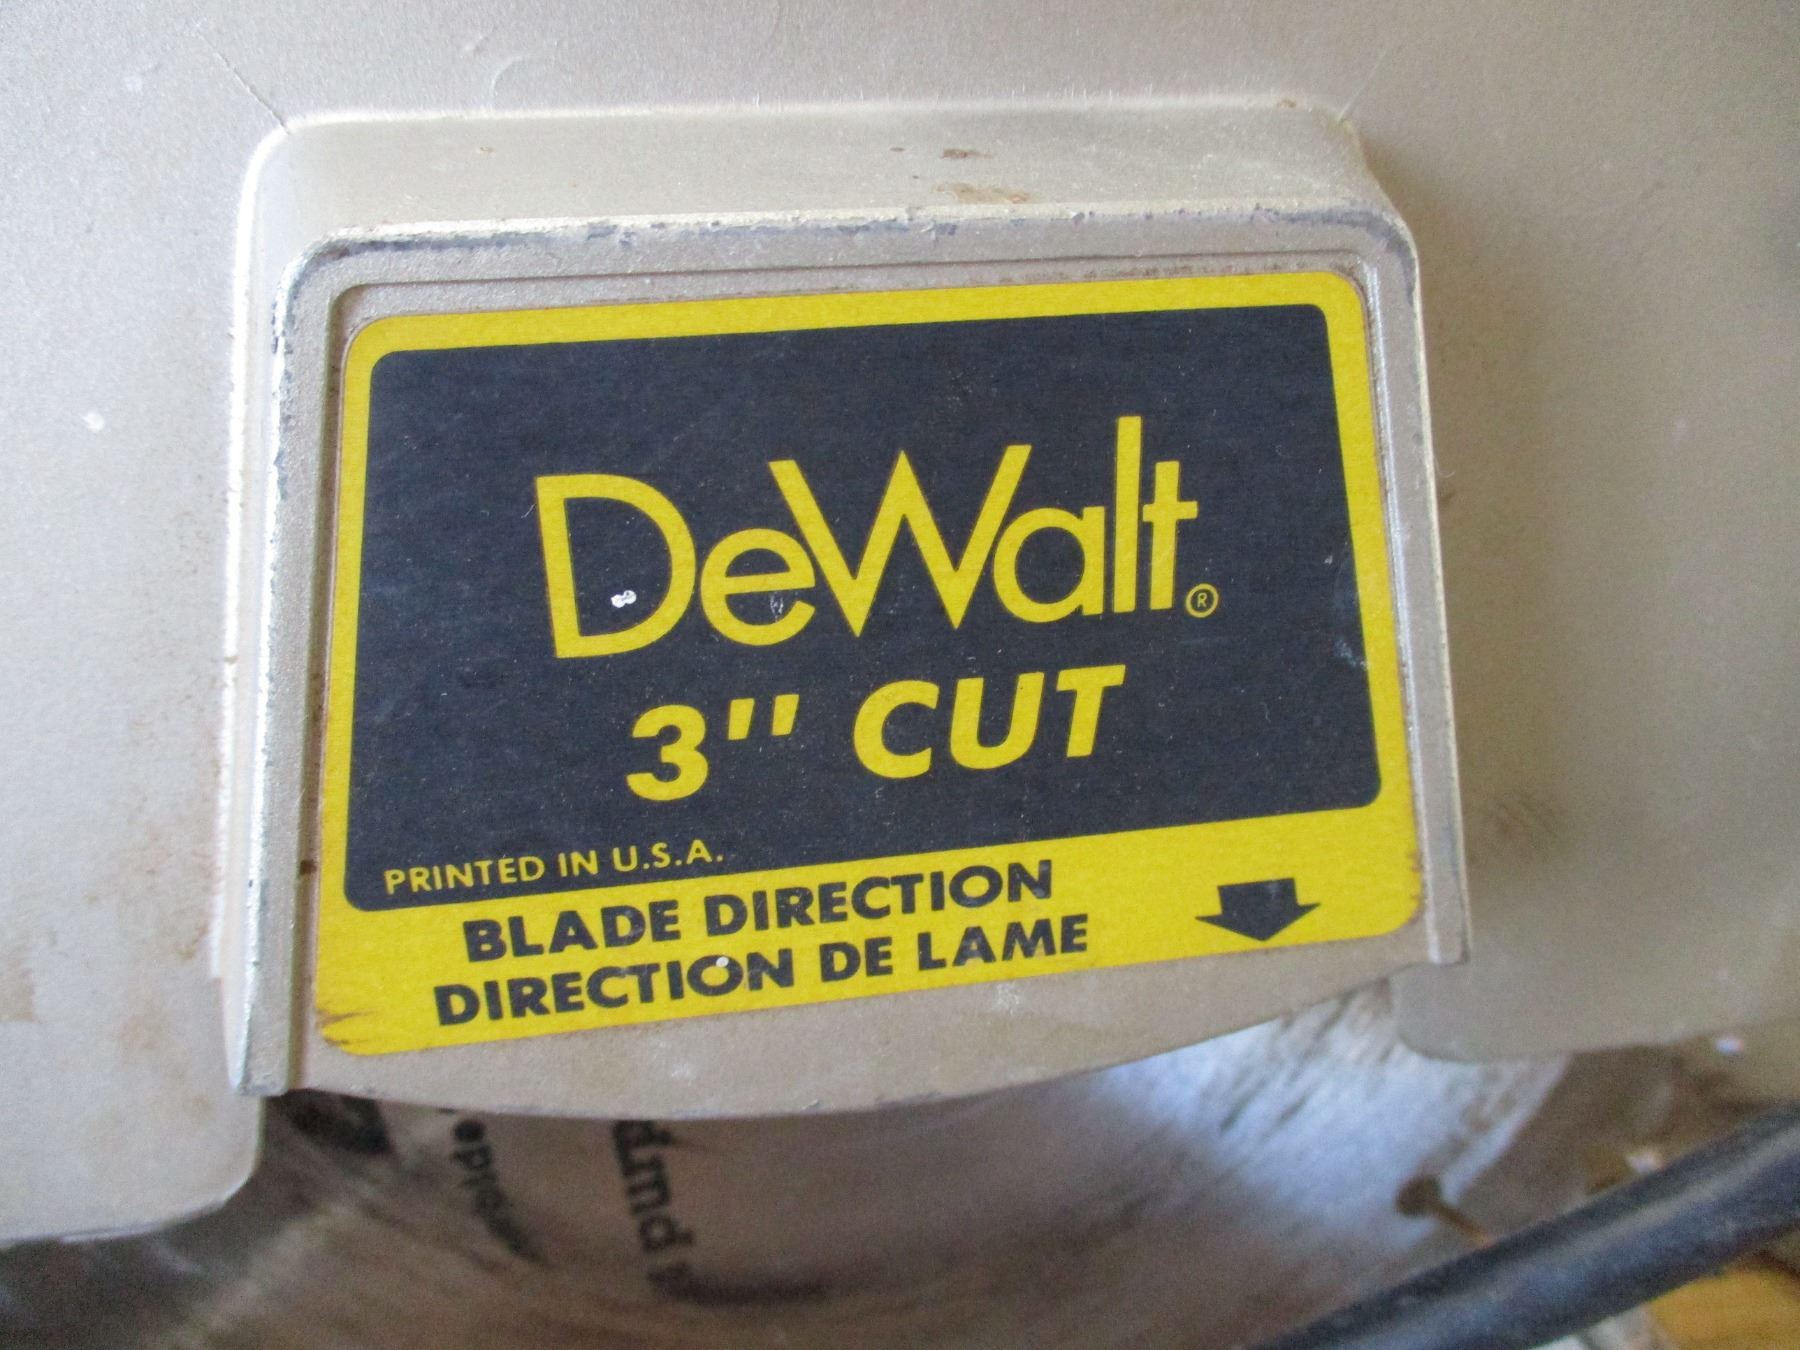 DeWalt®
3" CUT
PRINTED IN U.S.A.
BLADE DIRECTION
DIRECTION DE LAME